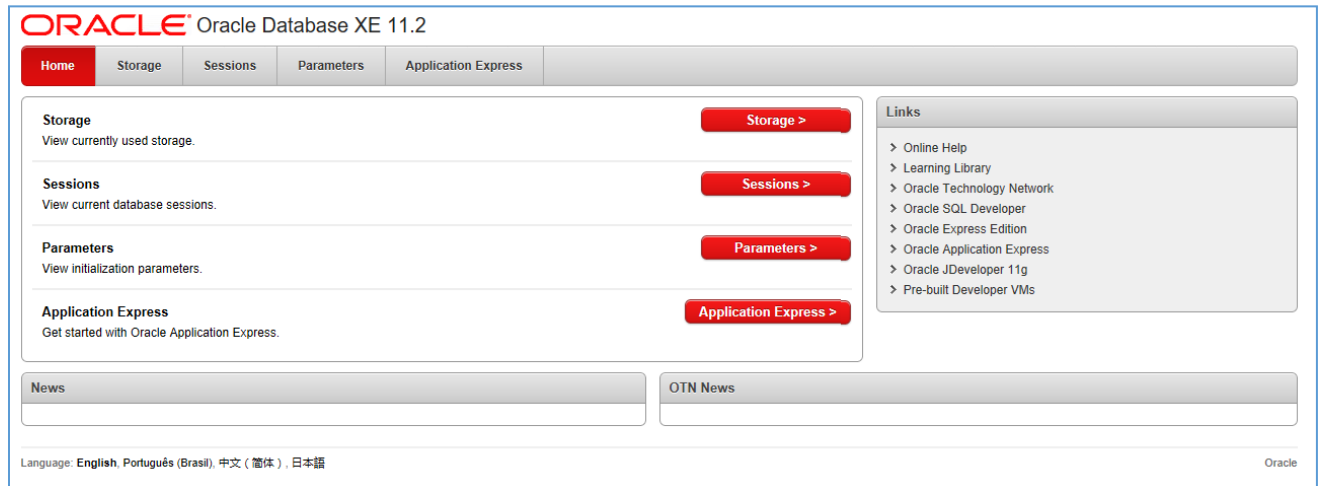 ORACLE Oracle Database XE 11.2
Home Storage Sessions Parameters Application Express
Storage
View currently used storage.
Storage >
Sessions
View current database sessions.
Sessions >
Parameters
View initialization parameters.
Parameters >
Application Express
Get started with Oracle Application Express.
Application Express >
Links
> Online Help
> Learning Library
> Oracle Technology Network
> Oracle SQL Developer
> Oracle Express Edition
> Oracle Application Express
> Oracle JDeveloper 11g
> Pre-built Developer VMs
News
OTN News
Language: English, Português (Brasil), 中文 ( 简体 ) , 日本語
Oracle